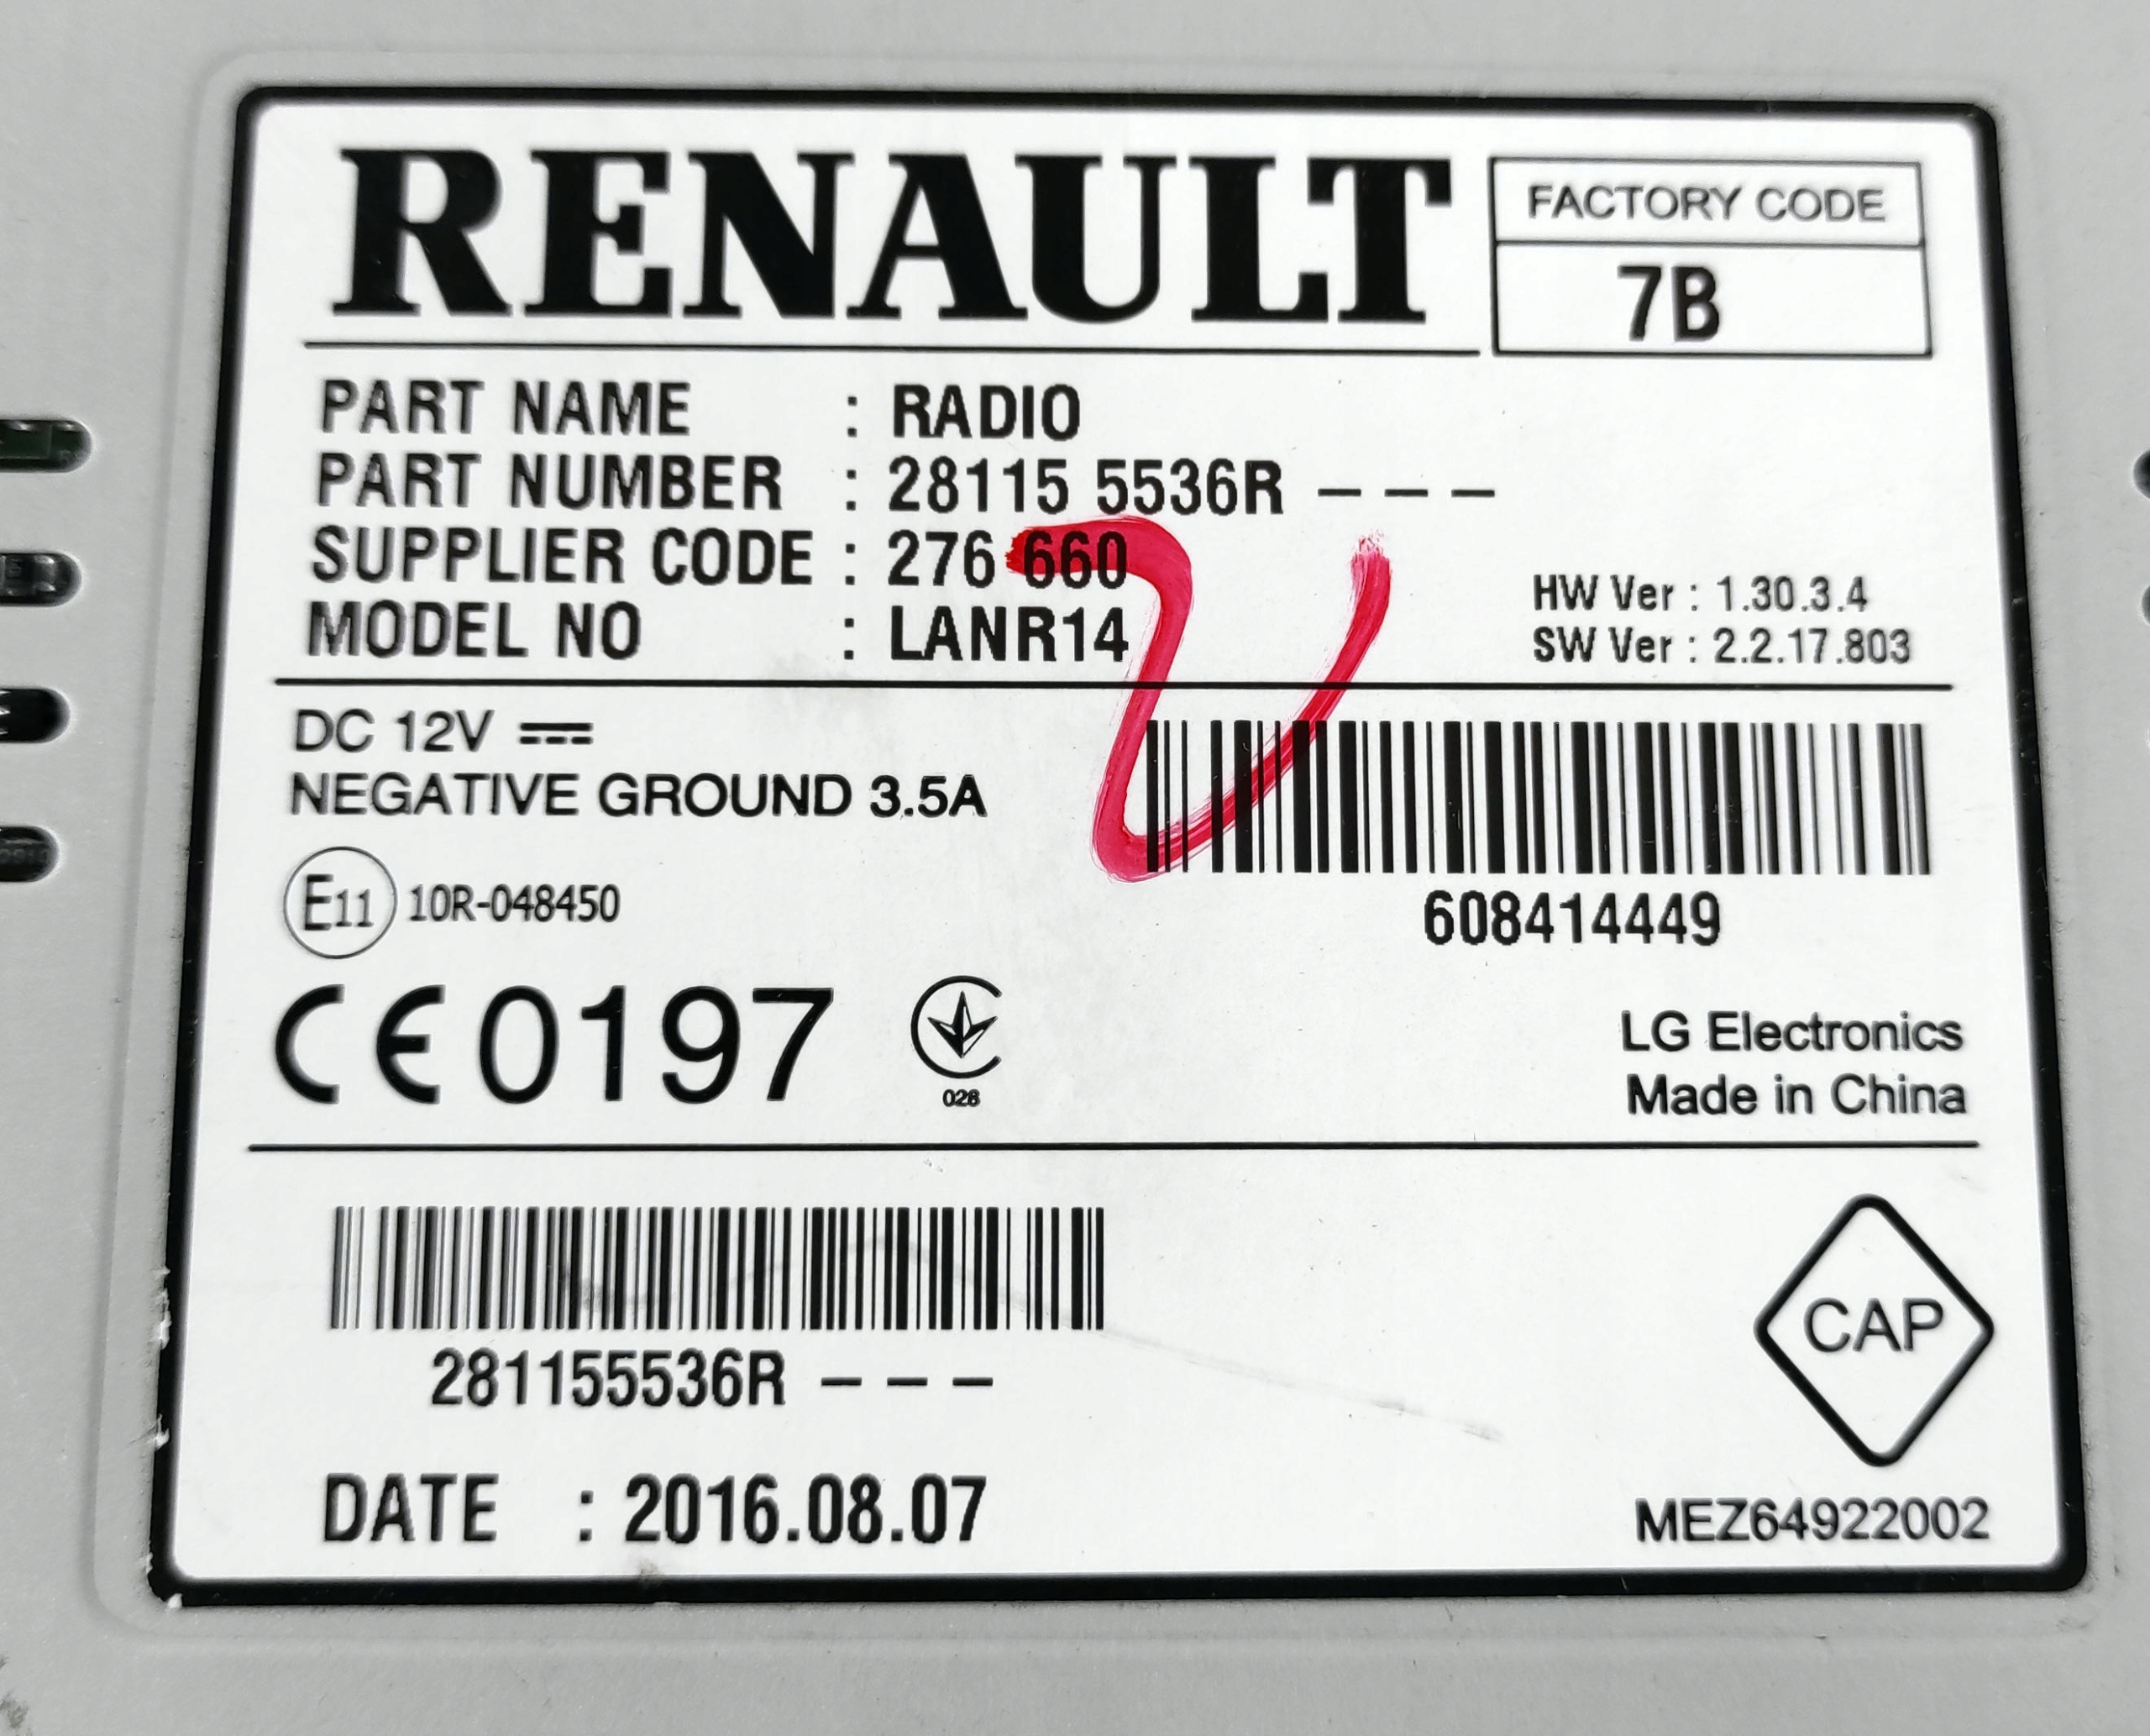 RENAULT
FACTORY CODE
7B
PART NAME : RADIO
PART NUMBER : 28115 5536R – – –
SUPPLIER CODE : 276 660
MODEL NO : LANR14
HW Ver : 1.30.3.4
SW Ver : 2.2.17.803
DC 12V
NEGATIVE GROUND 3.5A
E11 10R-048450
608414449
CE 0197
028
LG Electronics
Made in China
281155536R – – –
CAP
DATE : 2016.08.07
MEZ64922002